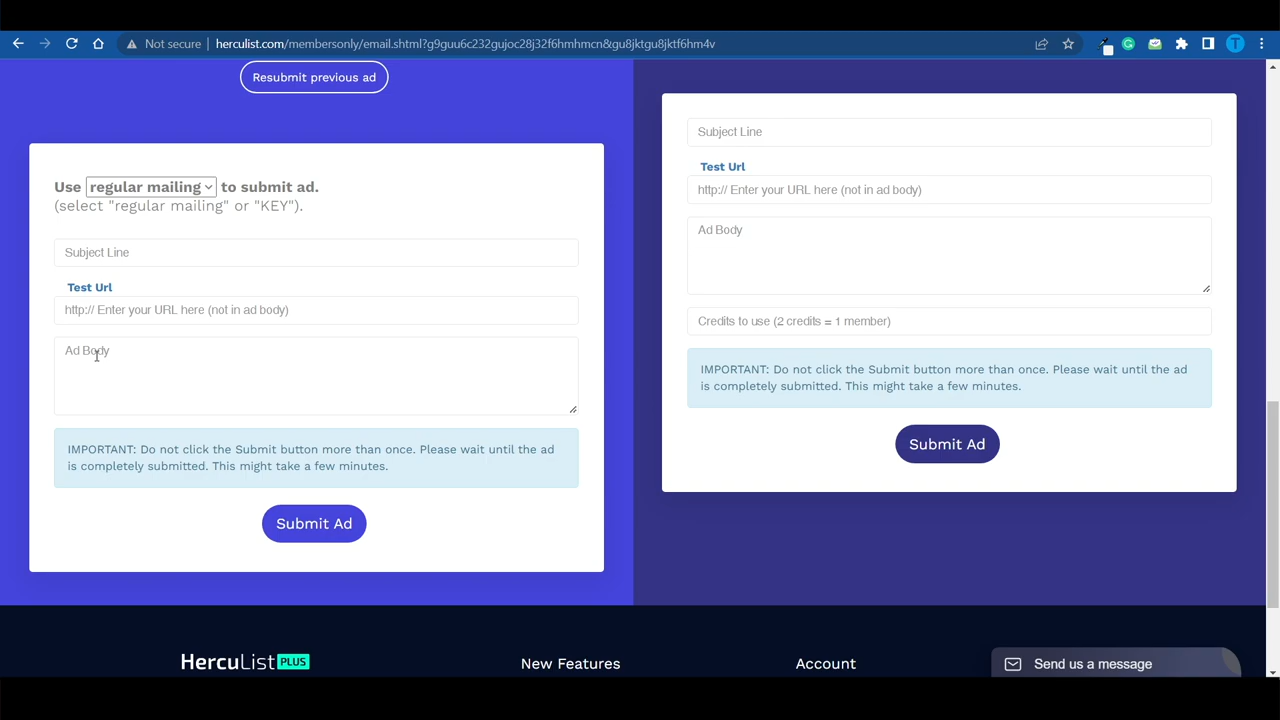 Not secure
herculist.com/membersonly/email.shtml?g9guu6c232gujoc28j32f6hmhmcn&gu8jktgu8jktf6hm4v
T
Resubmit previous ad
Use regular mailing to submit ad.
(select "regular mailing" or "KEY").
Subject Line
Test Url
http:// Enter your URL here (not in ad body)
Ad Body
IMPORTANT: Do not click the Submit button more than once. Please wait until the ad
is completely submitted. This might take a few minutes.
Submit Ad
Subject Line
Test Url
http:// Enter your URL here (not in ad body)
Ad Body
Credits to use (2 credits = 1 member)
IMPORTANT: Do not click the Submit button more than once. Please wait until the ad
is completely submitted. This might take a few minutes.
Submit Ad
HercuList PLUS
New Features
Account
Send us a message